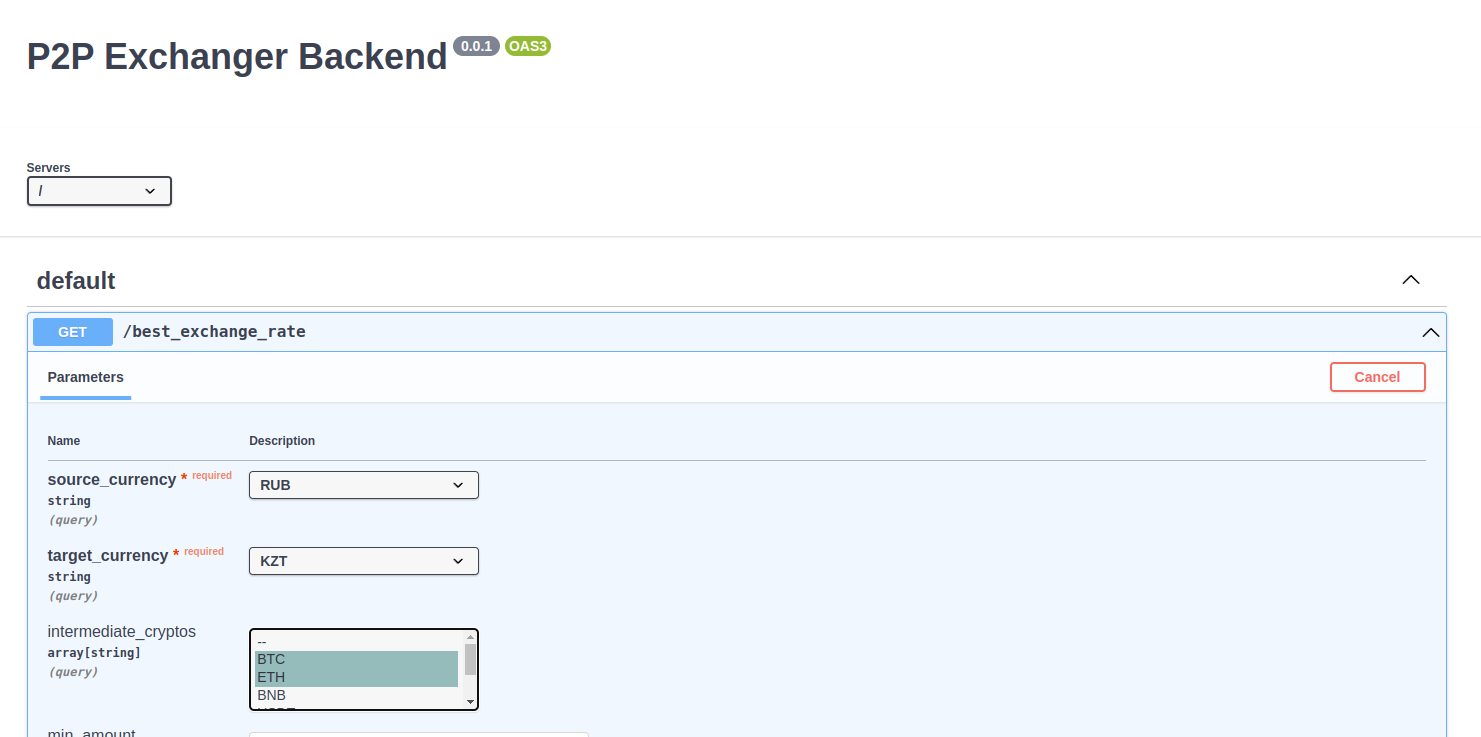 P2P Exchanger Backend 0.0.1 OAS3
Servers
/
default
GET /best_exchange_rate
Parameters Cancel
Name Description
source_currency * required RUB
string
(query)
target_currency * required KZT
string
(query)
intermediate_cryptos --
array[string] BTC
(query) ETH
BNB
min_amount